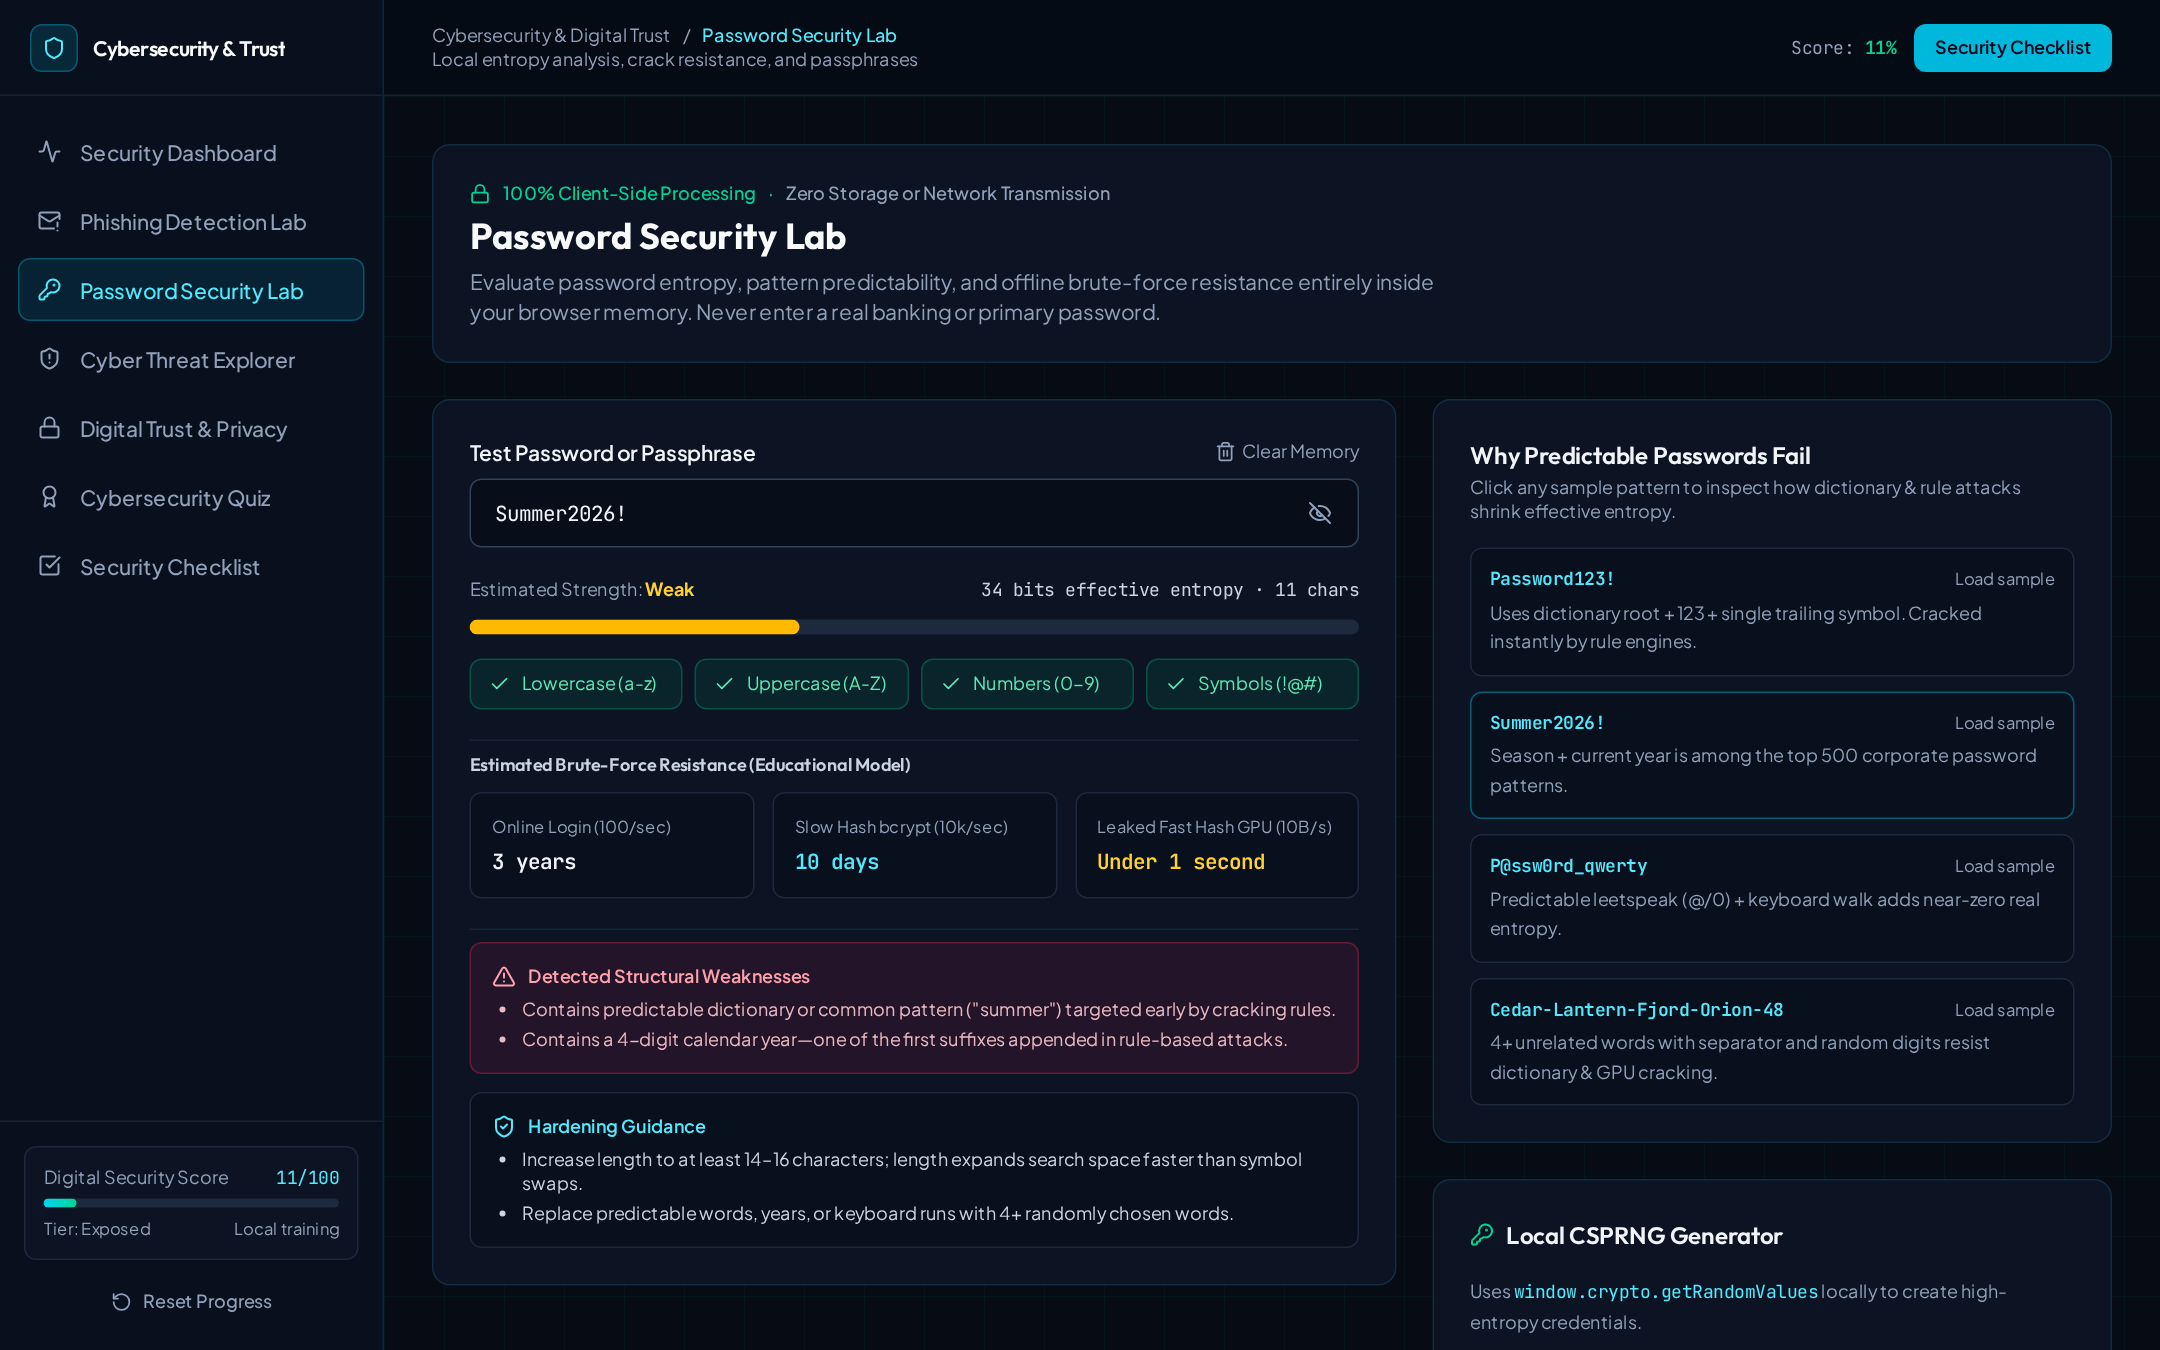 Cybersecurity & Trust
Security Dashboard
Phishing Detection Lab
Password Security Lab
Cyber Threat Explorer
Digital Trust & Privacy
Cybersecurity Quiz
Security Checklist
Digital Security Score 11/100
Tier: Exposed Local training
Reset Progress
Cybersecurity & Digital Trust / Password Security Lab
Local entropy analysis, crack resistance, and passphrases
Score: 11%
Security Checklist
100% Client-Side Processing · Zero Storage or Network Transmission
Password Security Lab
Evaluate password entropy, pattern predictability, and offline brute-force resistance entirely inside
your browser memory. Never enter a real banking or primary password.
Test Password or Passphrase
Clear Memory
Summer2026!
Estimated Strength: Weak
34 bits effective entropy · 11 chars
Lowercase (a-z)
Uppercase (A-Z)
Numbers (0–9)
Symbols (!@#)
Estimated Brute-Force Resistance (Educational Model)
Online Login (100/sec)
3 years
Slow Hash bcrypt (10k/sec)
10 days
Leaked Fast Hash GPU (10B/s)
Under 1 second
Detected Structural Weaknesses
• Contains predictable dictionary or common pattern ("summer") targeted early by cracking rules.
• Contains a 4-digit calendar year—one of the first suffixes appended in rule-based attacks.
Hardening Guidance
• Increase length to at least 14–16 characters; length expands search space faster than symbol
swaps.
• Replace predictable words, years, or keyboard runs with 4+ randomly chosen words.
Why Predictable Passwords Fail
Click any sample pattern to inspect how dictionary & rule attacks
shrink effective entropy.
Password123! Load sample
Uses dictionary root + 123 + single trailing symbol. Cracked
instantly by rule engines.
Summer2026! Load sample
Season + current year is among the top 500 corporate password
patterns.
P@ssw0rd_qwerty Load sample
Predictable leetspeak (@/0) + keyboard walk adds near-zero real
entropy.
Cedar-Lantern-Fjord-Orion-48 Load sample
4+ unrelated words with separator and random digits resist
dictionary & GPU cracking.
Local CSPRNG Generator
Uses window.crypto.getRandomValues locally to create high-
entropy credentials.